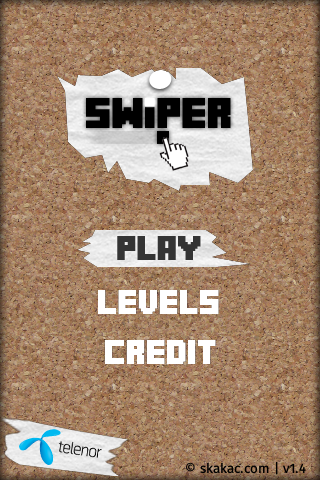 SWiPER
PLAY
LEVELS
CREDIT
telenor
© skakac.com | v1.4